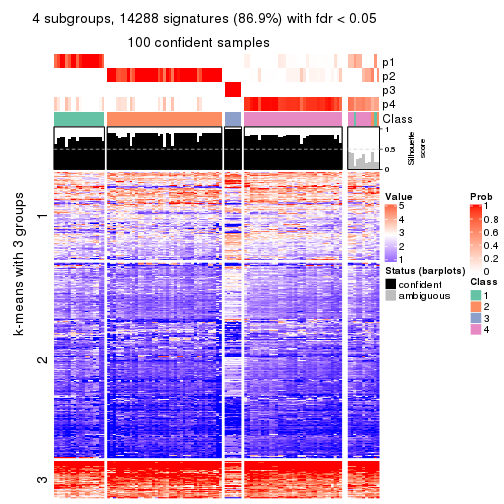 4 subgroups, 14288 signatures (86.9%) with fdr < 0.05
100 confident samples
p1
p2
p3
p4
Class
1
0.5
0
Silhouette
score
k-means with 3 groups
1
2
3
Value
5
4
3
2
1
Status (barplots)
confident
ambiguous
Prob
1
0.8
0.6
0.4
0.2
0
Class
1
2
3
4